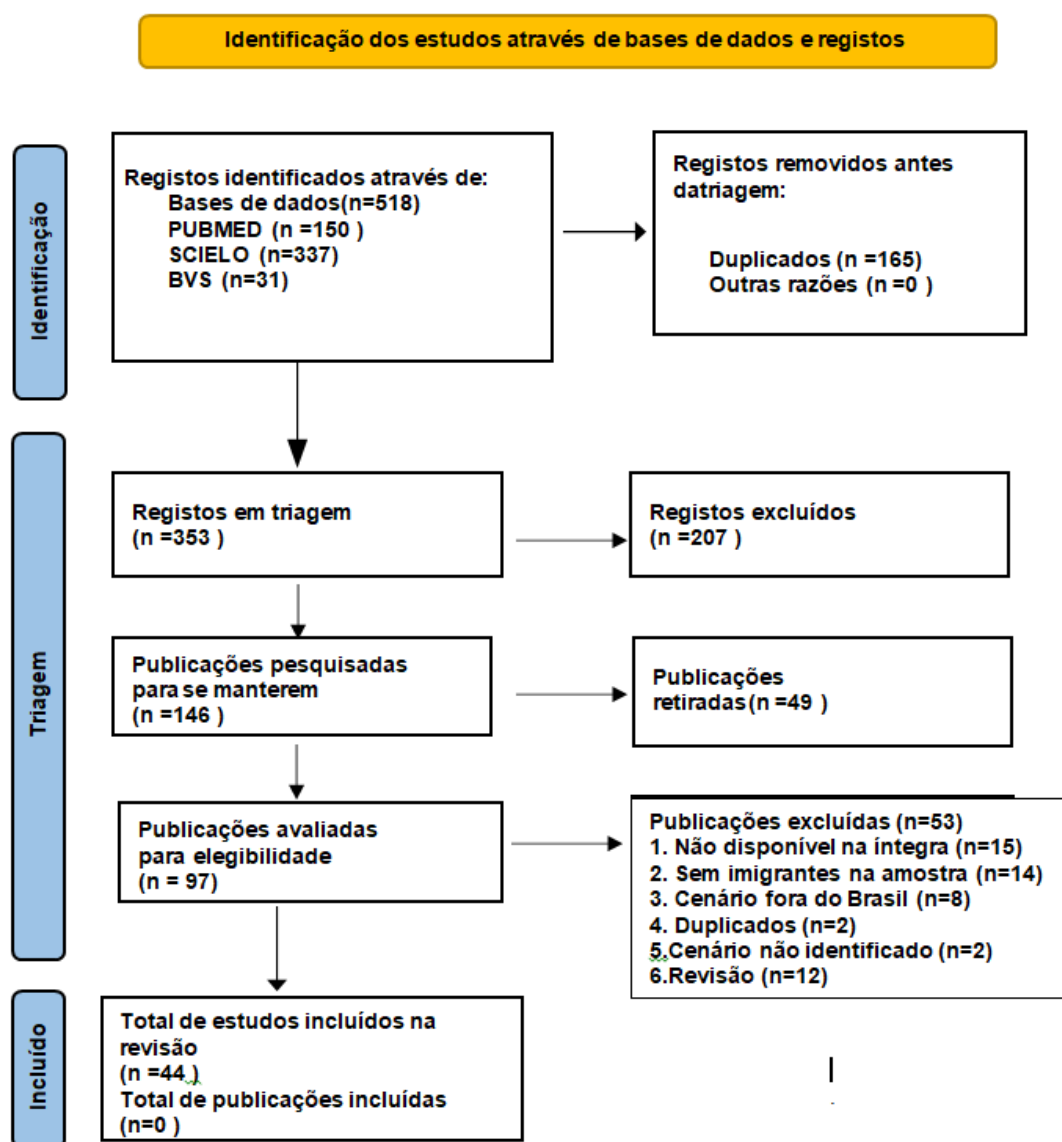 Identificação dos estudos através de bases de dados e registos
Identificação
Registos identificados através de:
Bases de dados(n=518)
PUBMED (n =150 )
SCIELO (n=337)
BVS (n=31)
Registos removidos antes
datriagem:
Duplicados (n =165)
Outras razões (n =0 )
Triagem
Registos em triagem
(n =353 )
Registos excluídos
(n =207 )
Publicações pesquisadas
para se manterem
(n =146 )
Publicações
retiradas(n =49 )
Publicações avaliadas
para elegibilidade
(n = 97)
Publicações excluídas (n=53)
1. Não disponível na íntegra (n=15)
2. Sem imigrantes na amostra (n=14)
3. Cenário fora do Brasil (n=8)
4. Duplicados (n=2)
5.Cenário não identificado (n=2)
6.Revisão (n=12)
Incluído
Total de estudos incluídos na
revisão
(n =44 )
Total de publicações incluídas
(n=0 )